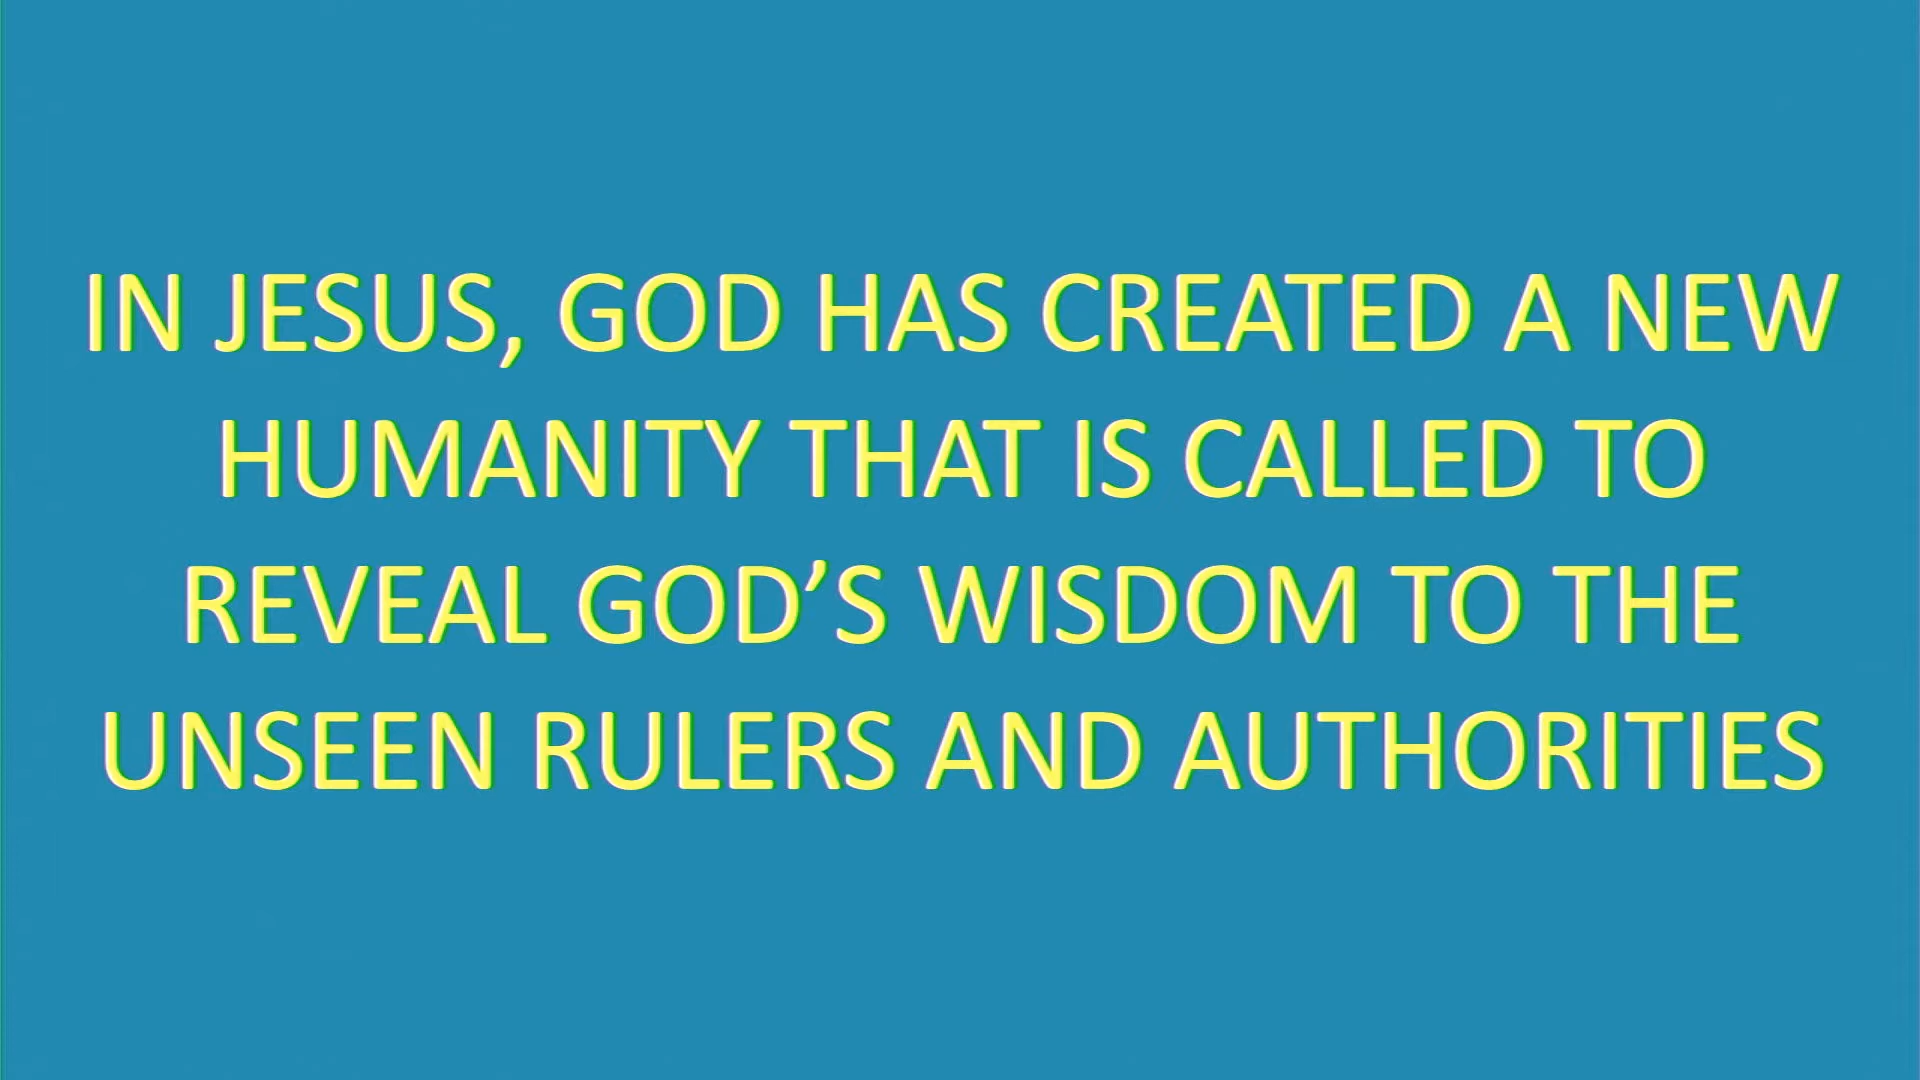 IN JESUS, GOD HAS CREATED A NEW
HUMANITY THAT IS CALLED TO
REVEAL GOD’S WISDOM TO THE
UNSEEN RULERS AND AUTHORITIES